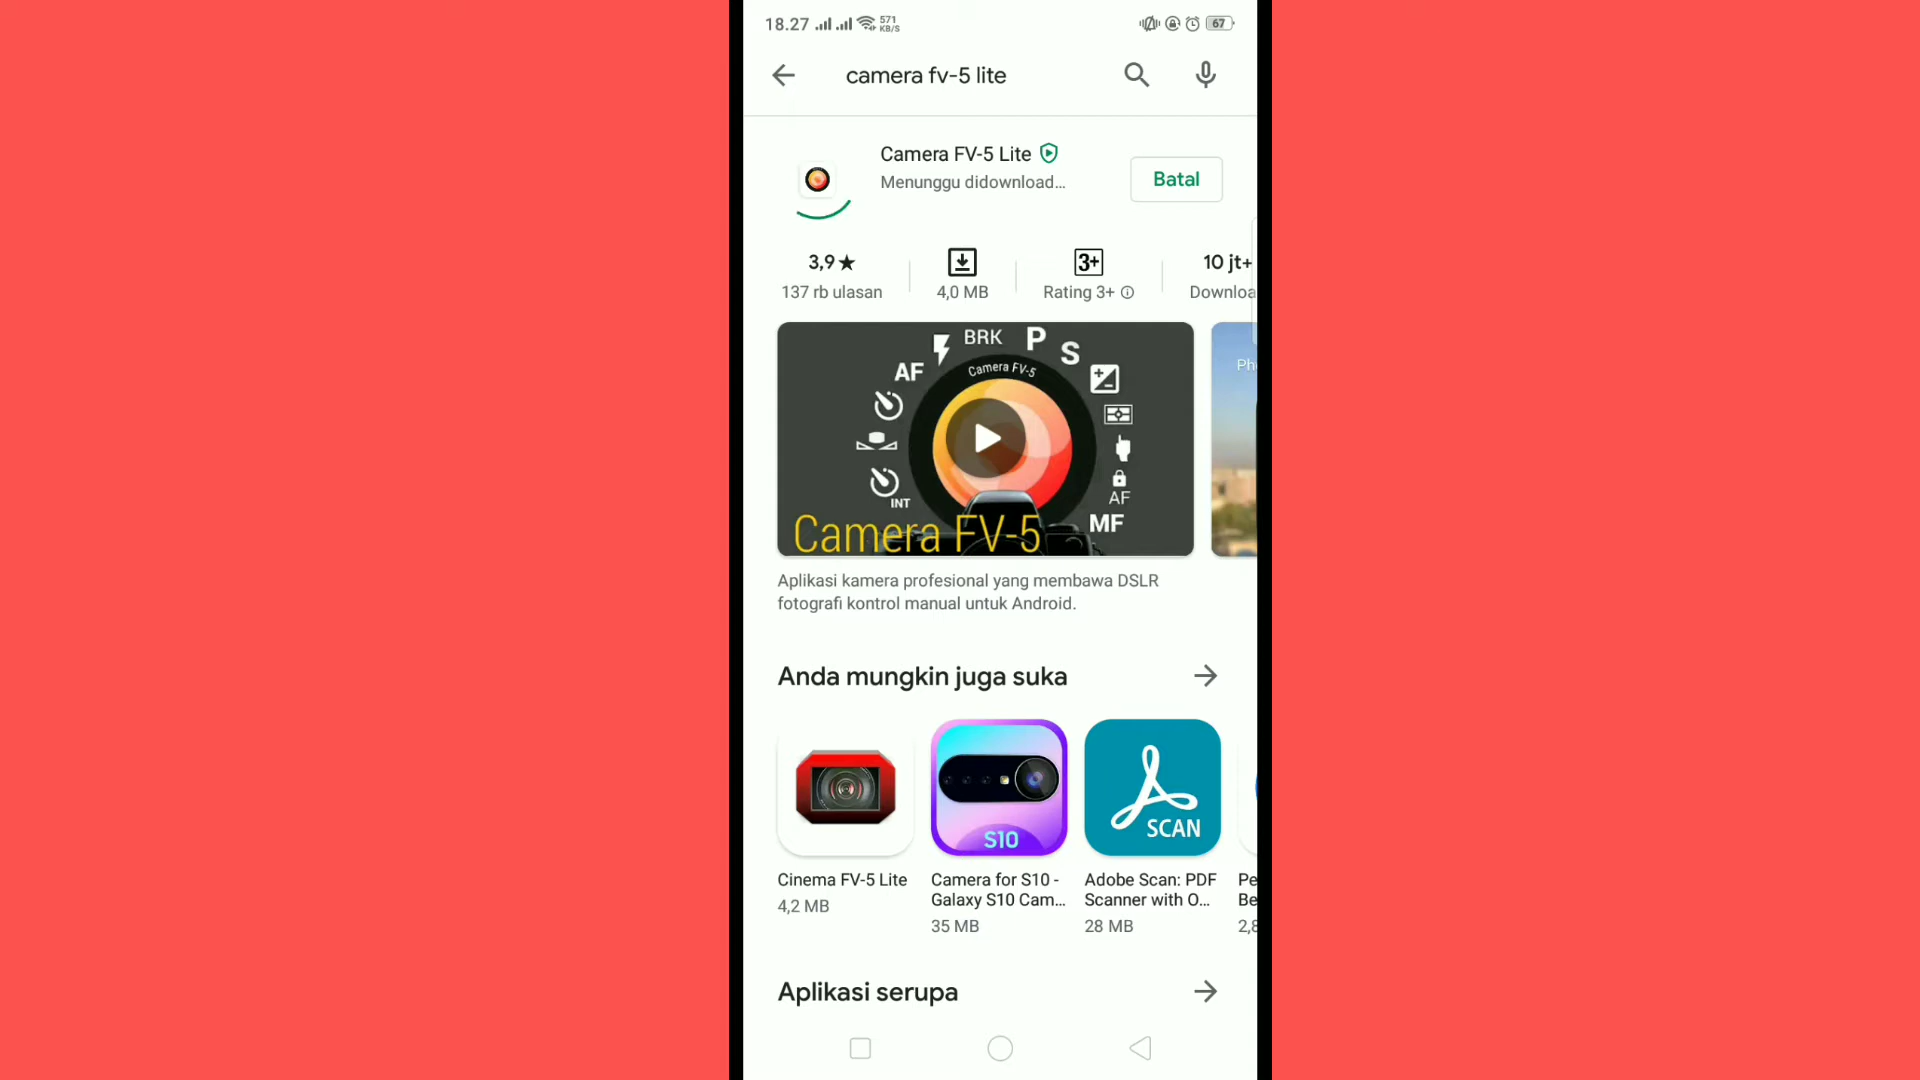 18.27 571 KB/S 67
camera fv-5 lite
Camera FV-5 Lite
Menunggu didownload...
Batal
3,9★
137 rb ulasan
4,0 MB
3+
Rating 3+
10 jt+
Downloa
BRK P S
AF
Camera FV-5
INT
AF
MF
Camera FV-5
Aplikasi kamera profesional yang membawa DSLR
fotografi kontrol manual untuk Android.
Anda mungkin juga suka
S10
SCAN
Cinema FV-5 Lite
4,2 MB
Camera for S10 -
Galaxy S10 Cam...
35 MB
Adobe Scan: PDF
Scanner with O...
28 MB
Pe
Be
2,8
Aplikasi serupa